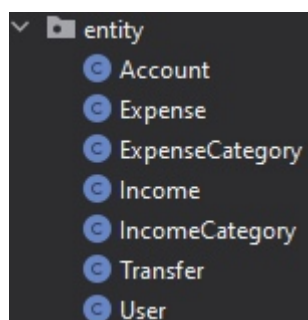 entity
C Account
C Expense
C ExpenseCategory
C Income
C IncomeCategory
C Transfer
C User